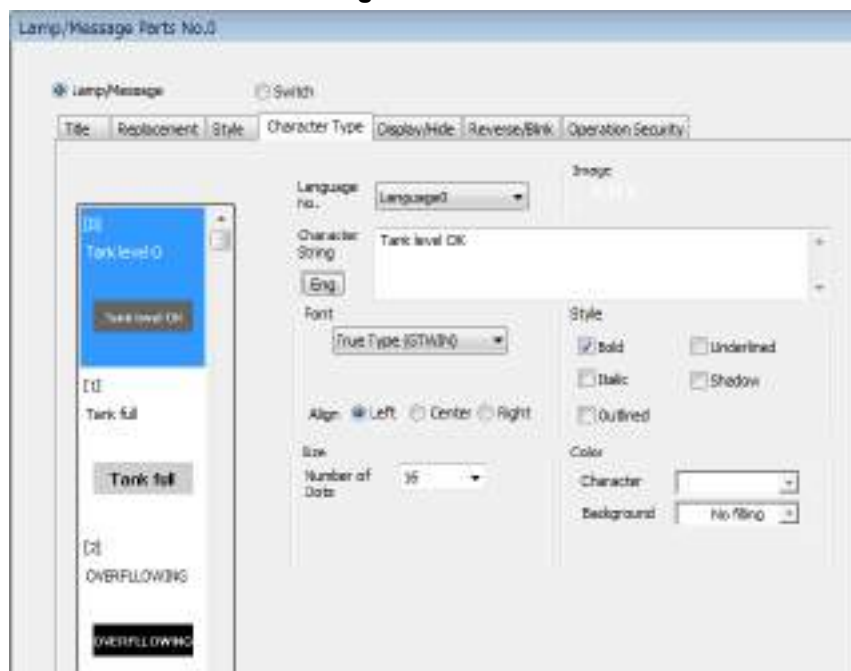 Lamp/Message Parts No.0
Lamp/Message Switch
Title Replacement Style Character Type Display/Hide Reverse/Blink Operation Security
Language no. Language0
Image
[0]
Tank level O
Tank level OK
Character String Tank level OK
Eng
Font
True Type (GTWIN)
Style
Bold Underlined
Italic Shadow
Outlined
[1]
Tank full
Tank full
Align Left Center Right
Size
Number of Dots 16
Color
Character
Background No filling
[2]
OVERFLLOWING
OVERFLLOWING